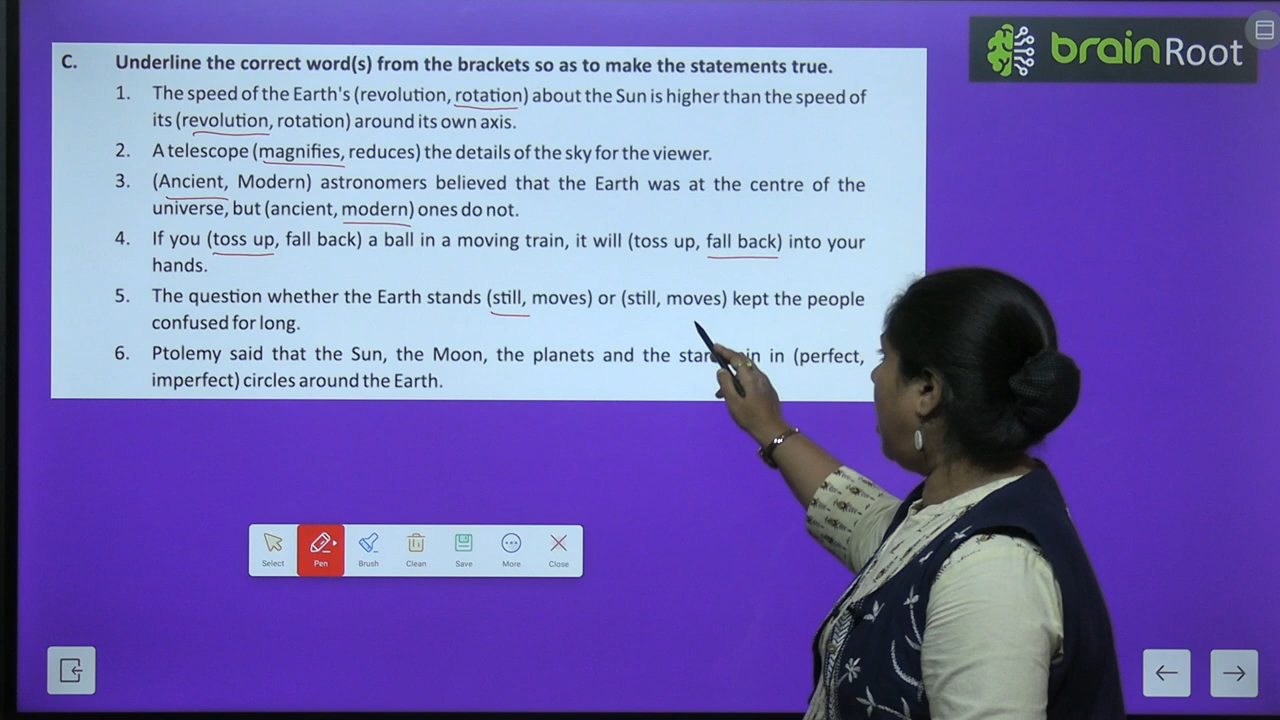 brainRoot
C. Underline the correct word(s) from the brackets so as to make the statements true.
1. The speed of the Earth's (revolution, rotation) about the Sun is higher than the speed of
its (revolution, rotation) around its own axis.
2. A telescope (magnifies, reduces) the details of the sky for the viewer.
3. (Ancient, Modern) astronomers believed that the Earth was at the centre of the
universe, but (ancient, modern) ones do not.
4. If you (toss up, fall back) a ball in a moving train, it will (toss up, fall back) into your
hands.
5. The question whether the Earth stands (still, moves) or (still, moves) kept the people
confused for long.
6. Ptolemy said that the Sun, the Moon, the planets and the in (perfect,
imperfect) circles around the Earth.
Select Pen Brush Clean Save More Close